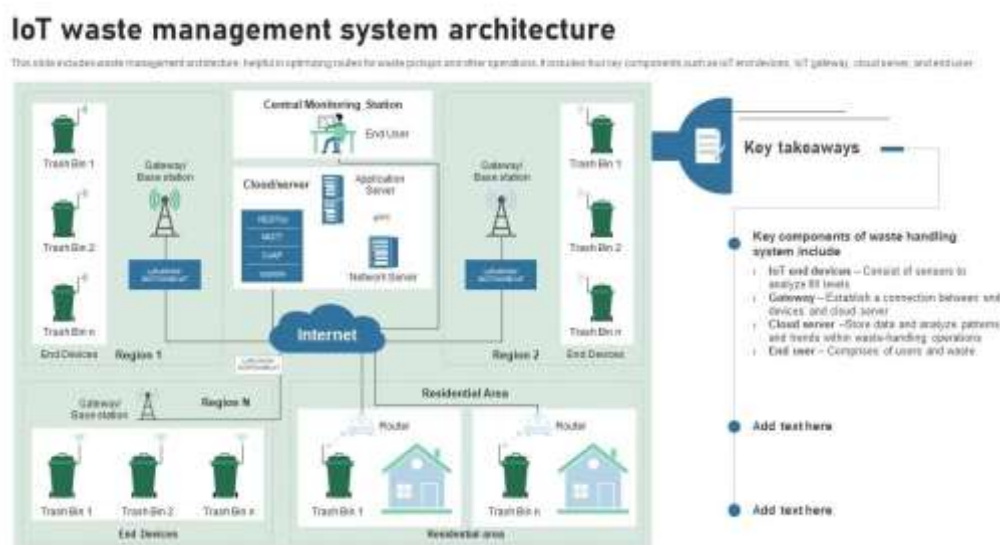 IoT waste management system architecture
This slide includes waste management architecture, helpful in optimizing routes for waste pickups and other operations. It includes four key components such as IoT end devices, IoT gateway, cloud server, and end user
Central Monitoring Station
End User
Trash Bin 1
Trash Bin 2
Trash Bin n
End Devices
Gateway/
Base station
Region 1
Cloud/server
Application
Server
Network Server
Internet
Gateway/
Base station
Region 2
Trash Bin 1
Trash Bin 2
Trash Bin n
End Devices
Gateway/
Base station
Region N
Trash Bin 1
Trash Bin 2
Trash Bin n
End Devices
Residential Area
Router
Trash Bin 1
Router
Trash Bin n
Residential area
Key takeaways
Key components of waste handling
system include
IoT end devices – Consist of sensors to
analyze fill levels
Gateway – Establish a connection between end
devices and cloud server
Cloud server – Store data and analyze patterns
and trends within waste-handling operations
End user – Comprises of users and waste
Add text here
Add text here